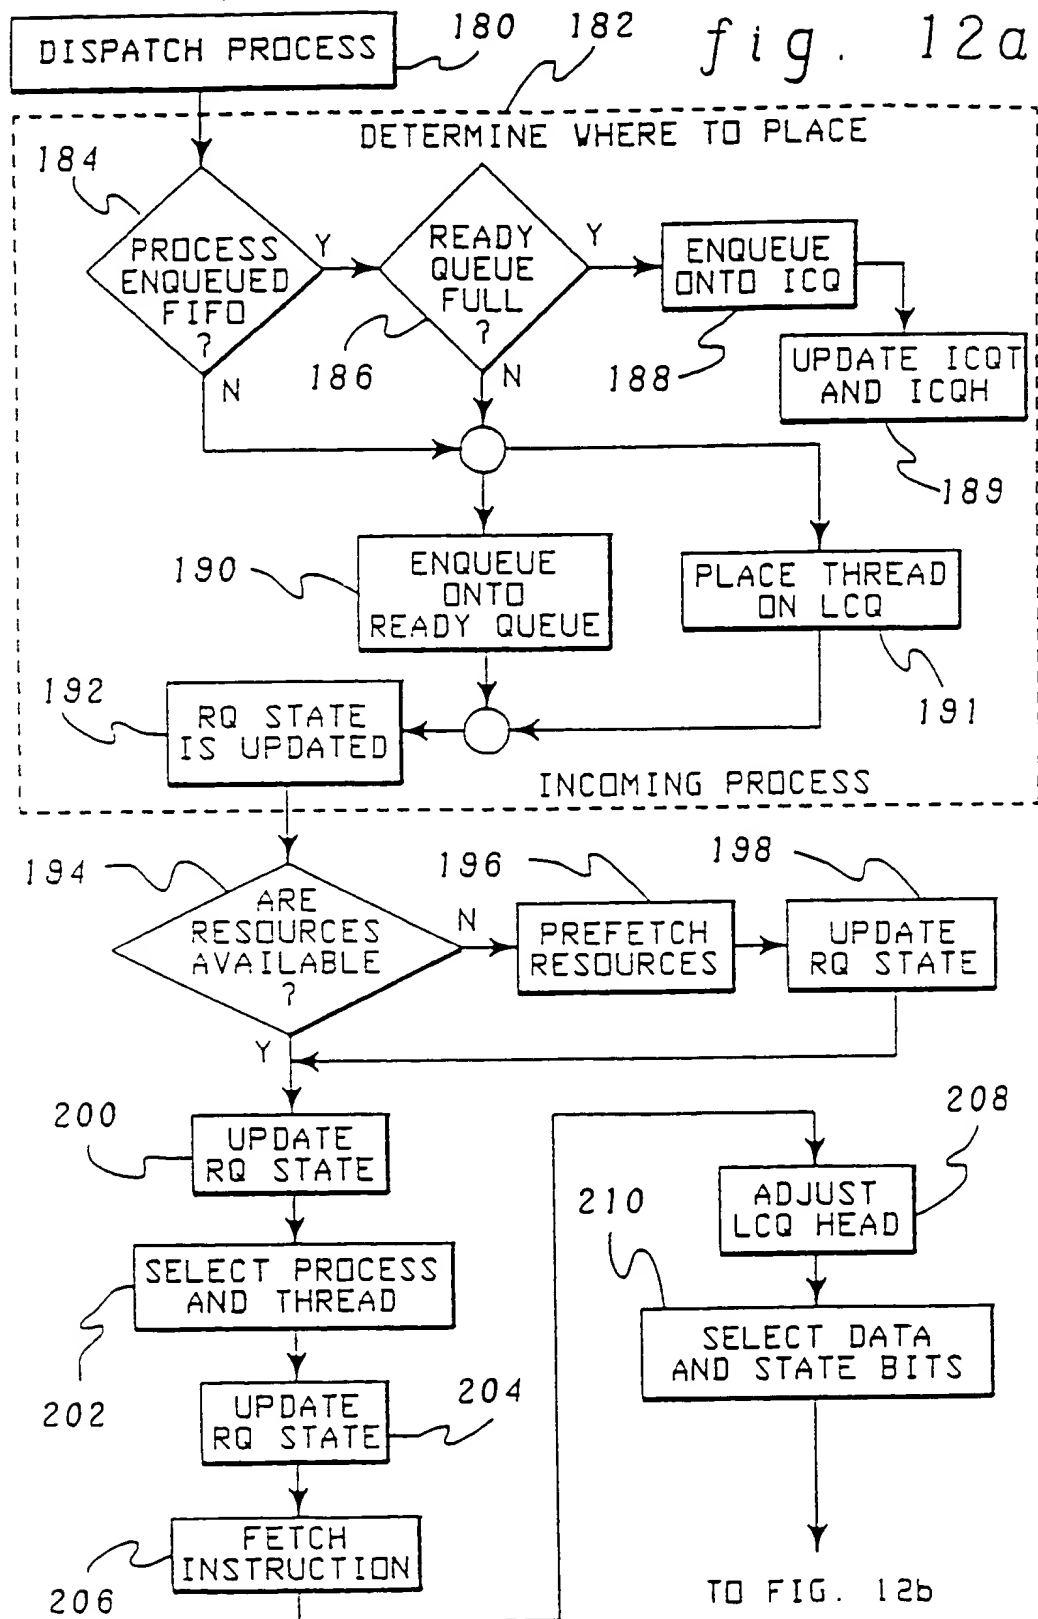 180
182
fig. 12a
DISPATCH PROCESS
DETERMINE WHERE TO PLACE
184
PROCESS
ENQUEUED
FIFO
?
Y
N
READY
QUEUE
FULL
?
Y
N
186
ENQUEUE
ONTO ICQ
188
UPDATE ICQT
AND ICQH
189
190
ENQUEUE
ONTO
READY QUEUE
PLACE THREAD
ON LCQ
191
192
RQ STATE
IS UPDATED
INCOMING PROCESS
194
ARE
RESOURCES
AVAILABLE
?
N
Y
196
PREFETCH
RESOURCES
198
UPDATE
RQ STATE
200
UPDATE
RQ STATE
SELECT PROCESS
AND THREAD
202
UPDATE
RQ STATE
204
FETCH
INSTRUCTION
206
208
ADJUST
LCQ HEAD
210
SELECT DATA
AND STATE BITS
TO FIG. 12b